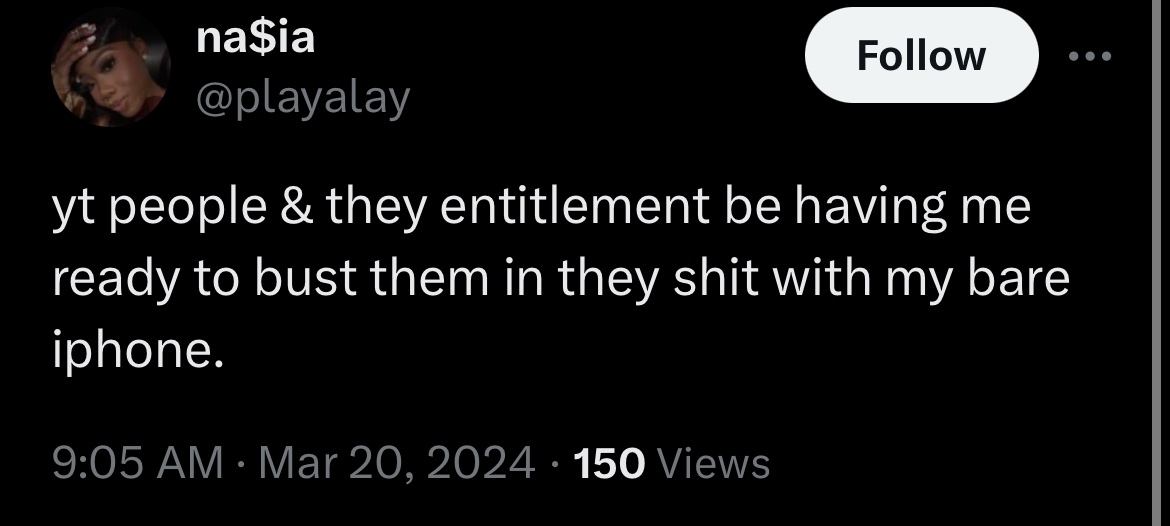 na$ia
Follow
@playalay
yt people & they entitlement be having me
ready to bust them in they shit with my bare
iphone.
9:05 AM · Mar 20, 2024 · 150 Views